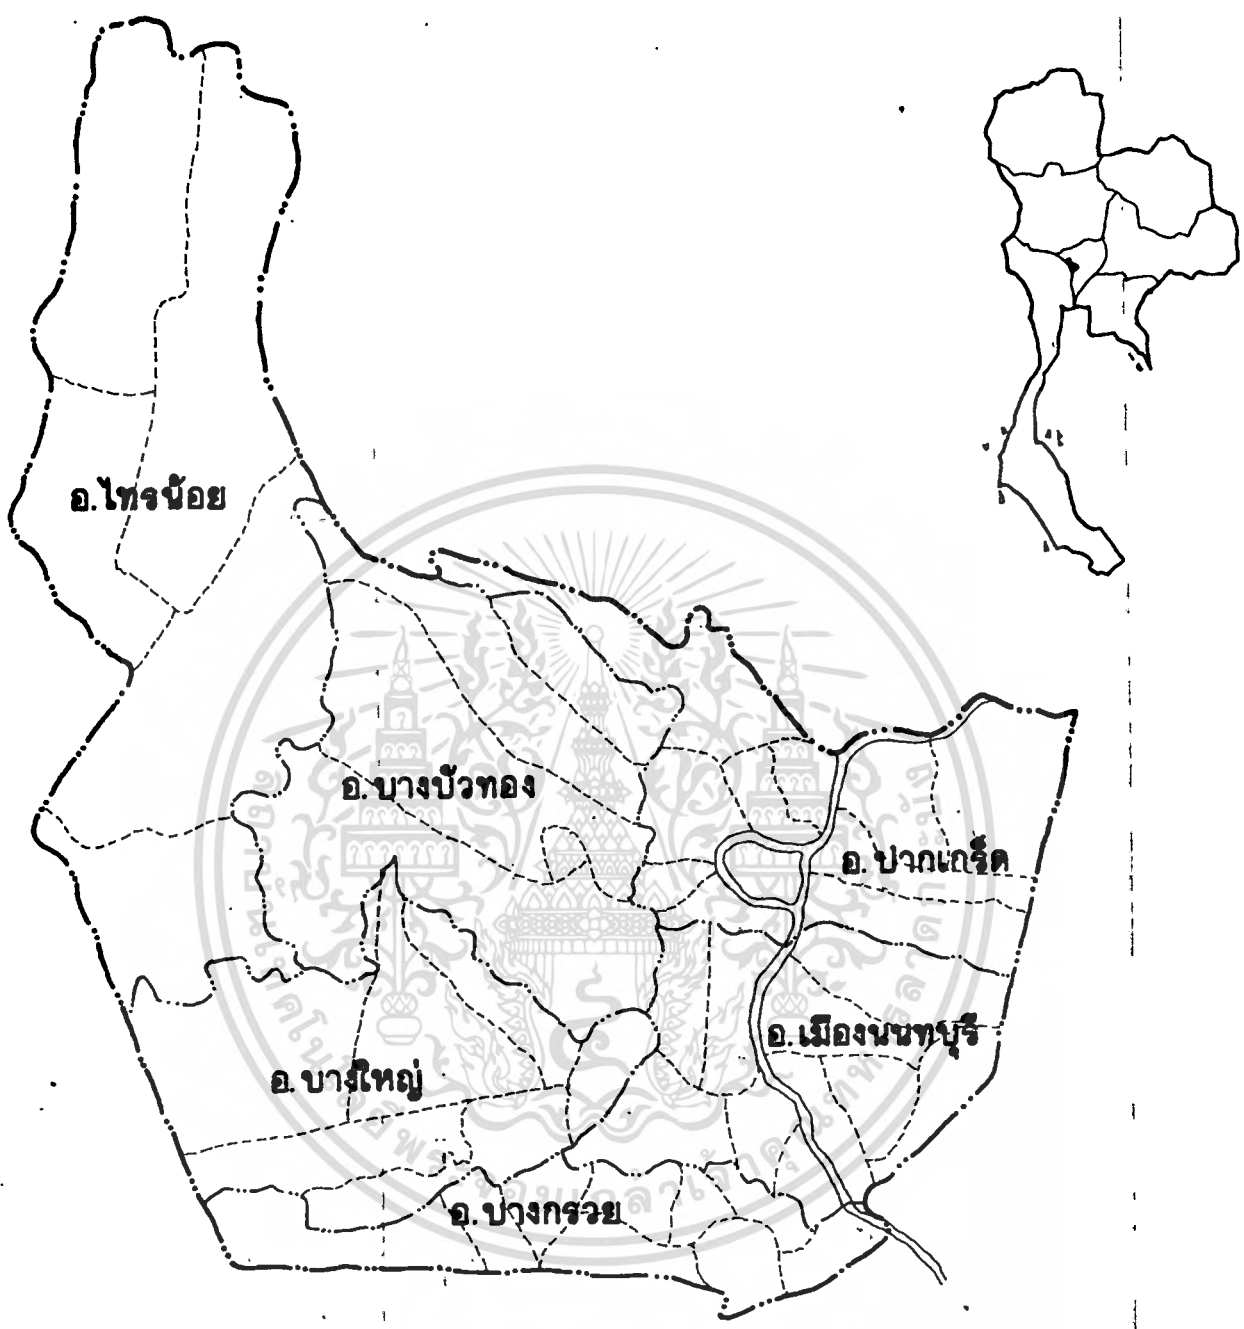 อ.ไทรน้อย
อ.บางบัวทอง
อ.ปากเกร็ด
อ.เมืองนนทบุรี
อ.บางใหญ่
อ.บางกรวย